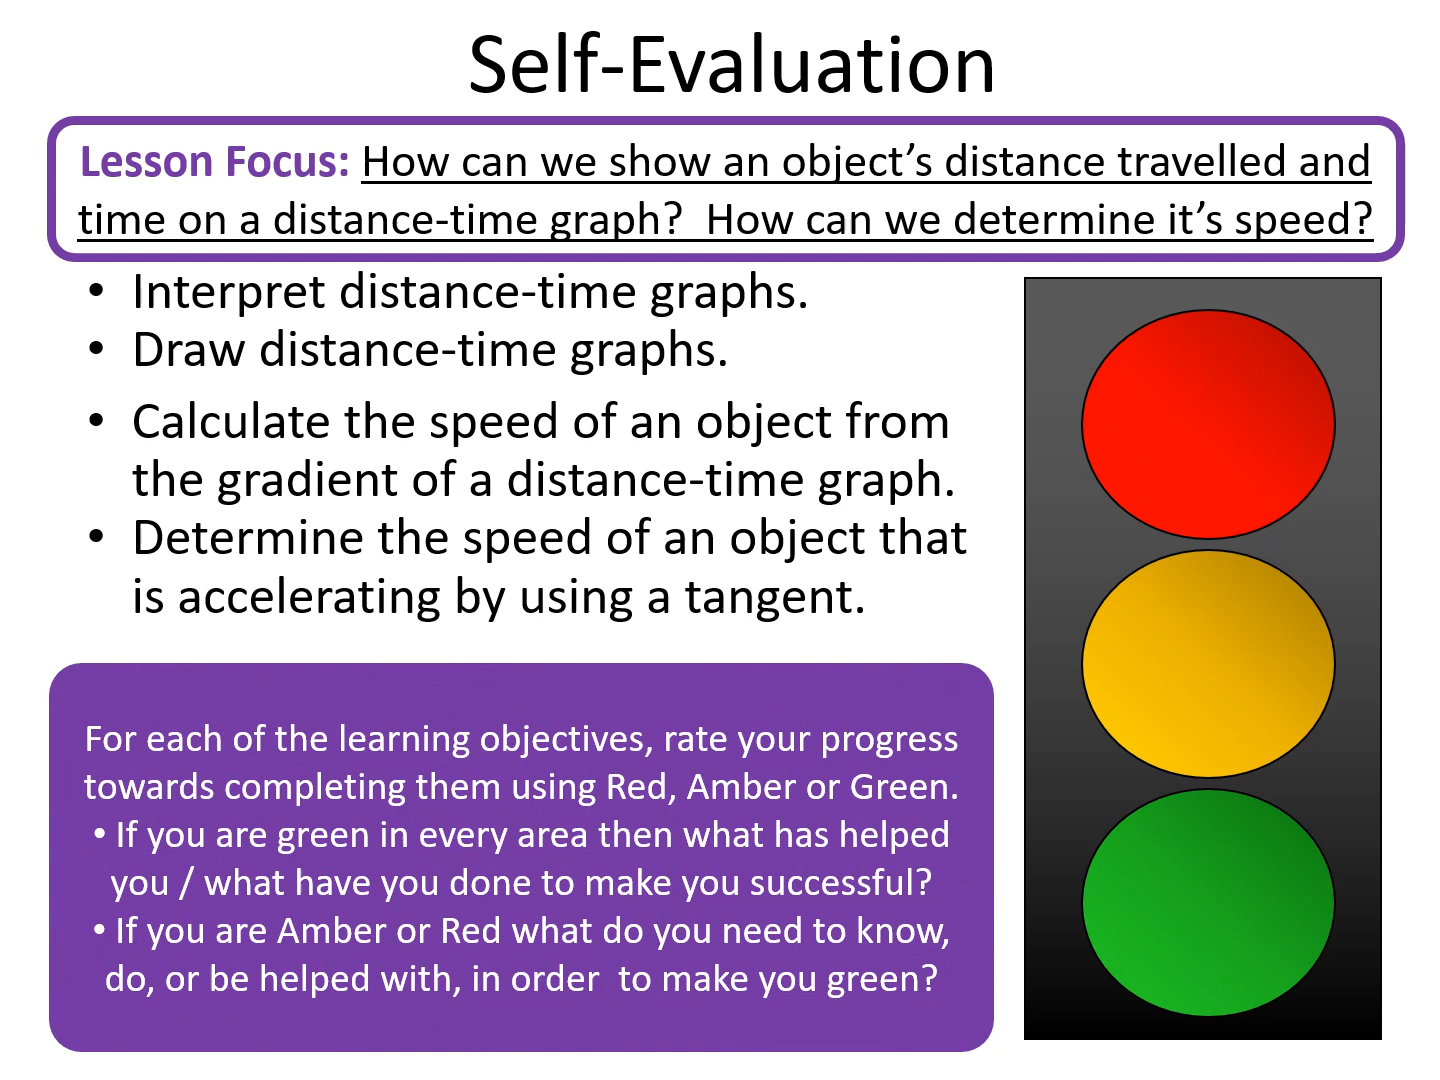 Self-Evaluation
Lesson Focus: How can we show an object’s distance travelled and
time on a distance-time graph?  How can we determine it’s speed?
• Interpret distance-time graphs.
• Draw distance-time graphs.
• Calculate the speed of an object from
the gradient of a distance-time graph.
• Determine the speed of an object that
is accelerating by using a tangent.
For each of the learning objectives, rate your progress
towards completing them using Red, Amber or Green.
• If you are green in every area then what has helped
you / what have you done to make you successful?
• If you are Amber or Red what do you need to know,
do, or be helped with, in order  to make you green?